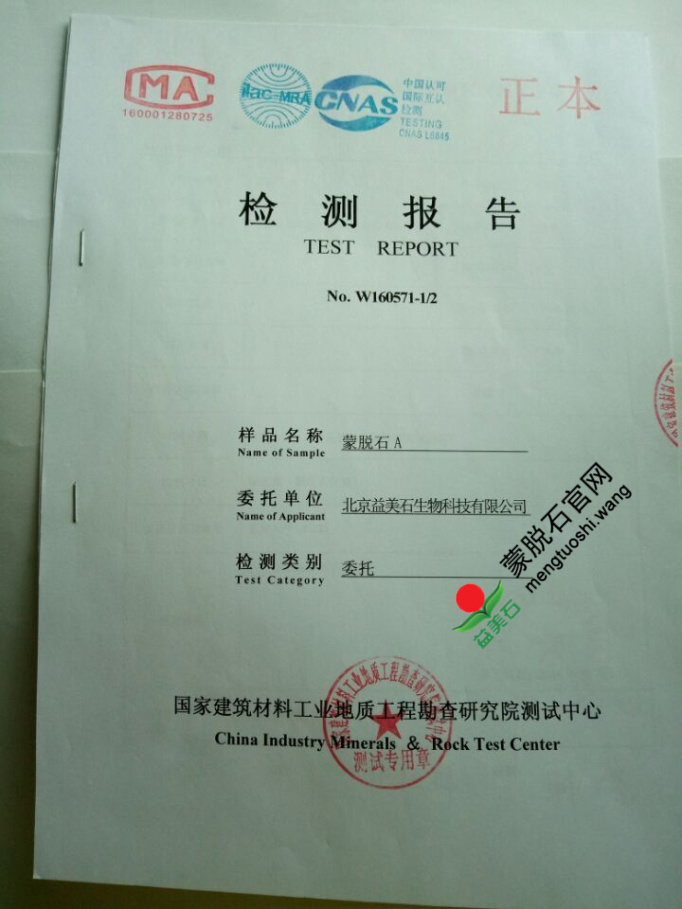 MA
160001280725
ilac-MRA
CNAS
中国认可
国际互认
检测
TESTING
CNAS L6845
正本
检测报告
TEST REPORT
No. W160571-1/2
样品名称 蒙脱石 A
Name of Sample
委托单位 北京益美石生物科技有限公司
Name of Applicant
检测类别 委托
Test Category
蒙脱石官网
mengtuoshi.wang
益美石
国家建筑材料工业地质工程勘查研究院测试中心
China Industry Minerals & Rock Test Center
测试专用章